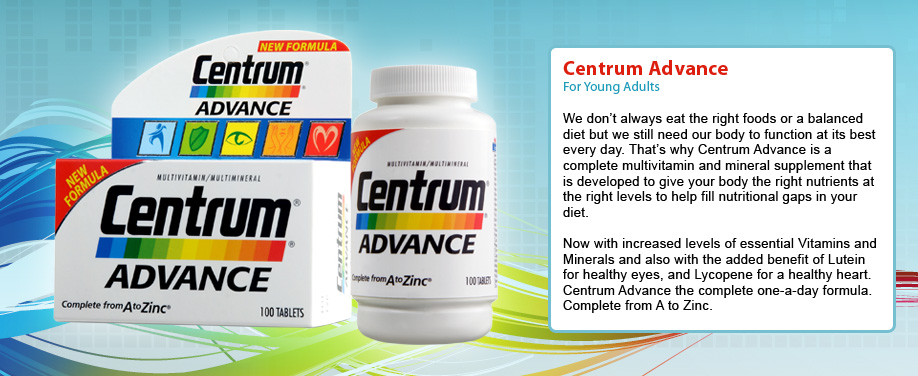 NEW FORMULA
Centrum®
ADVANCE
NEW FORMULA
MULTIVITAMIN/MULTIMINERAL
Centrum®
ADVANCE
Complete from A to Zinc®
100 TABLETS
NEW FORMULA
MULTIVITAMIN/MULTIMINERAL
Centrum®
ADVANCE
Complete from A to Zinc®
100 TABLETS
Centrum Advance
For Young Adults
We don’t always eat the right foods or a balanced
diet but we still need our body to function at its best
every day. That’s why Centrum Advance is a
complete multivitamin and mineral supplement that
is developed to give your body the right nutrients at
the right levels to help fill nutritional gaps in your
diet.
Now with increased levels of essential Vitamins and
Minerals and also with the added benefit of Lutein
for healthy eyes, and Lycopene for a healthy heart.
Centrum Advance the complete one-a-day formula.
Complete from A to Zinc.